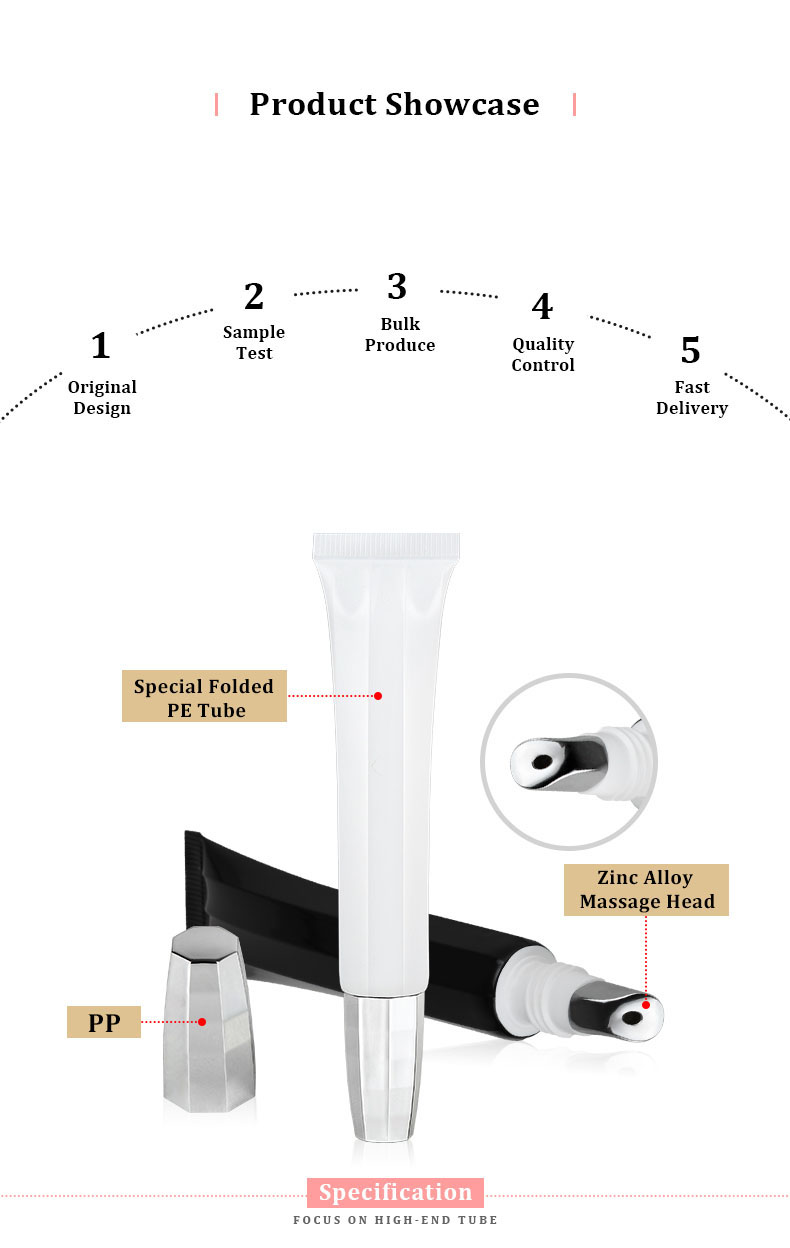 Product Showcase
1
Original
Design
2
Sample
Test
3
Bulk
Produce
4
Quality
Control
5
Fast
Delivery
Special Folded
PE Tube
Zinc Alloy
Massage Head
PP
Specification
FOCUS ON HIGH-END TUBE